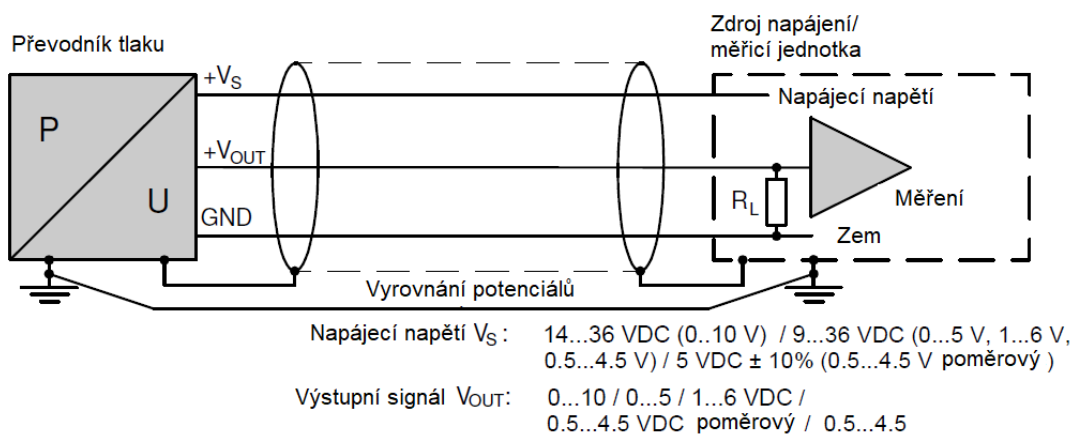 Převodník tlaku
Zdroj napájení/
měřicí jednotka
+VS
Napájecí napětí
P
+VOUT
U
RL
Měření
GND
Zem
Vyrovnání potenciálů
Napájecí napětí VS : 14...36 VDC (0..10 V) / 9...36 VDC (0...5 V, 1...6 V,
0.5...4.5 V) / 5 VDC ± 10% (0.5...4.5 V poměrový )
Výstupní signál VOUT: 0...10 / 0...5 / 1...6 VDC /
0.5...4.5 VDC poměrový / 0.5...4.5